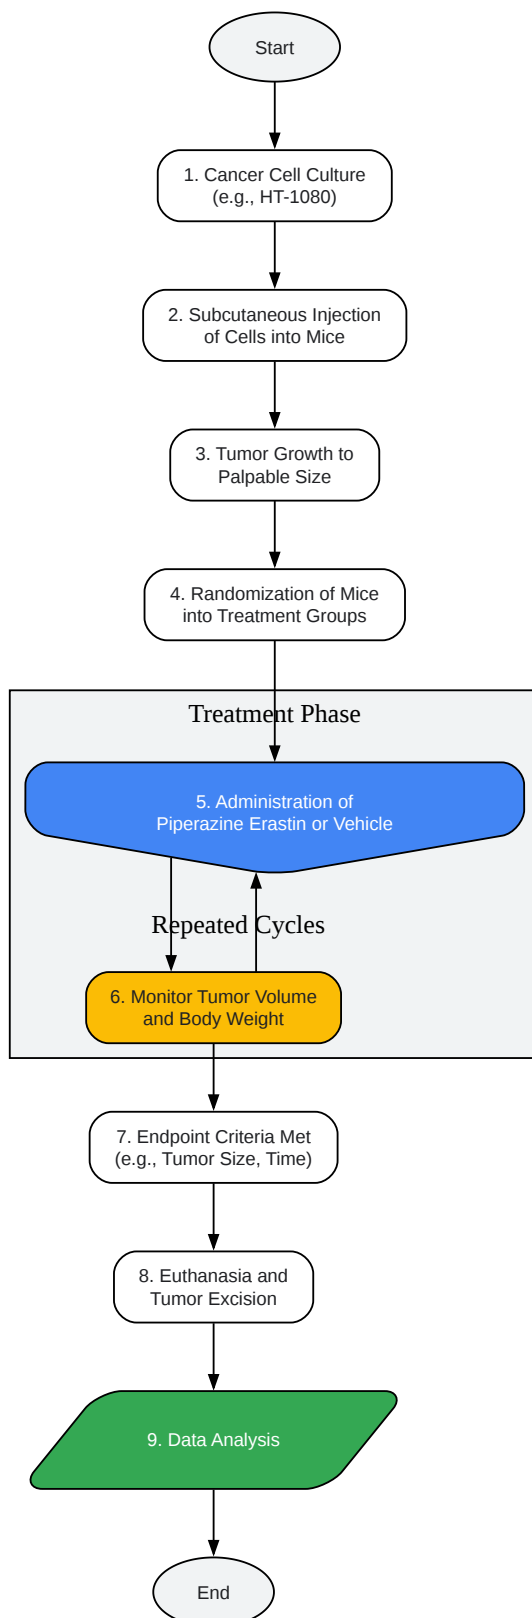 Start
1. Cancer Cell Culture
(e.g., HT-1080)
2. Subcutaneous Injection
of Cells into Mice
3. Tumor Growth to
Palpable Size
4. Randomization of Mice
into Treatment Groups
Treatment Phase
5. Administration of
Piperazine Erastin or Vehicle
Repeated Cycles
6. Monitor Tumor Volume
and Body Weight
7. Endpoint Criteria Met
(e.g., Tumor Size, Time)
8. Euthanasia and
Tumor Excision
9. Data Analysis
End